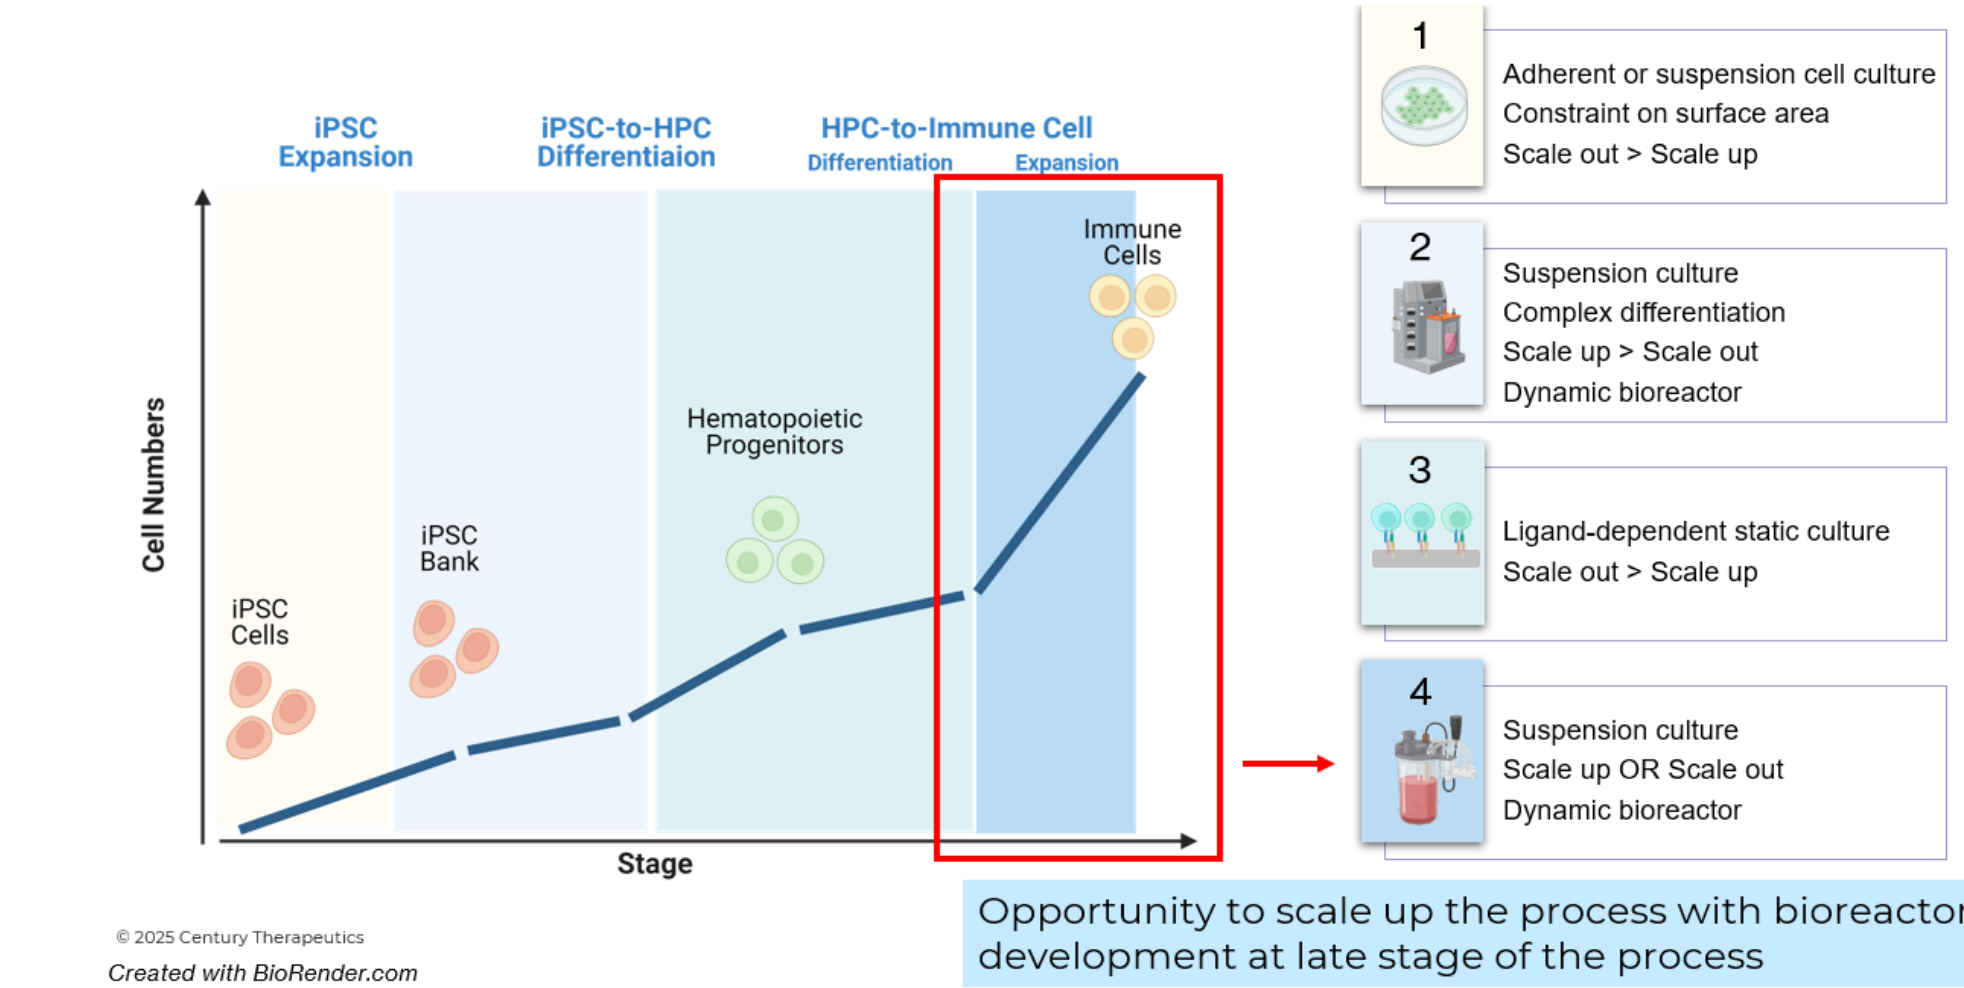 iPSC
Expansion
iPSC-to-HPC
Differentiaion
HPC-to-Immune Cell
Differentiation
Expansion
Cell Numbers
iPSC
Cells
iPSC
Bank
Hematopoietic
Progenitors
Immune
Cells
Stage
1
Adherent or suspension cell culture
Constraint on surface area
Scale out > Scale up
2
Suspension culture
Complex differentiation
Scale up > Scale out
Dynamic bioreactor
3
Ligand-dependent static culture
Scale out > Scale up
4
Suspension culture
Scale up OR Scale out
Dynamic bioreactor
Opportunity to scale up the process with bioreactor
development at late stage of the process
© 2025 Century Therapeutics
Created with BioRender.com